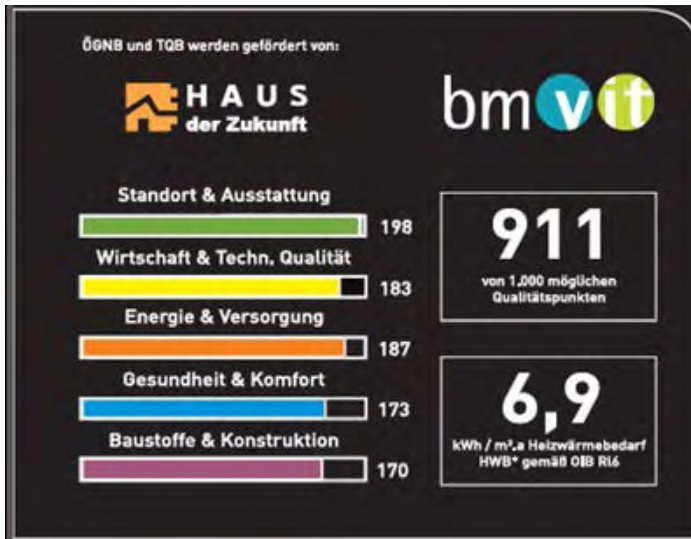 ÖGNB und TQB werden gefördert von:
HAUS
der Zukunft
bmvit
Standort & Ausstattung
198
Wirtschaft & Techn. Qualität
183
Energie & Versorgung
187
Gesundheit & Komfort
173
Baustoffe & Konstruktion
170
911
von 1.000 möglichen
Qualitätspunkten
6,9
kWh / m².a Heizwärmebedarf
HWB* gemäß OIB RL6